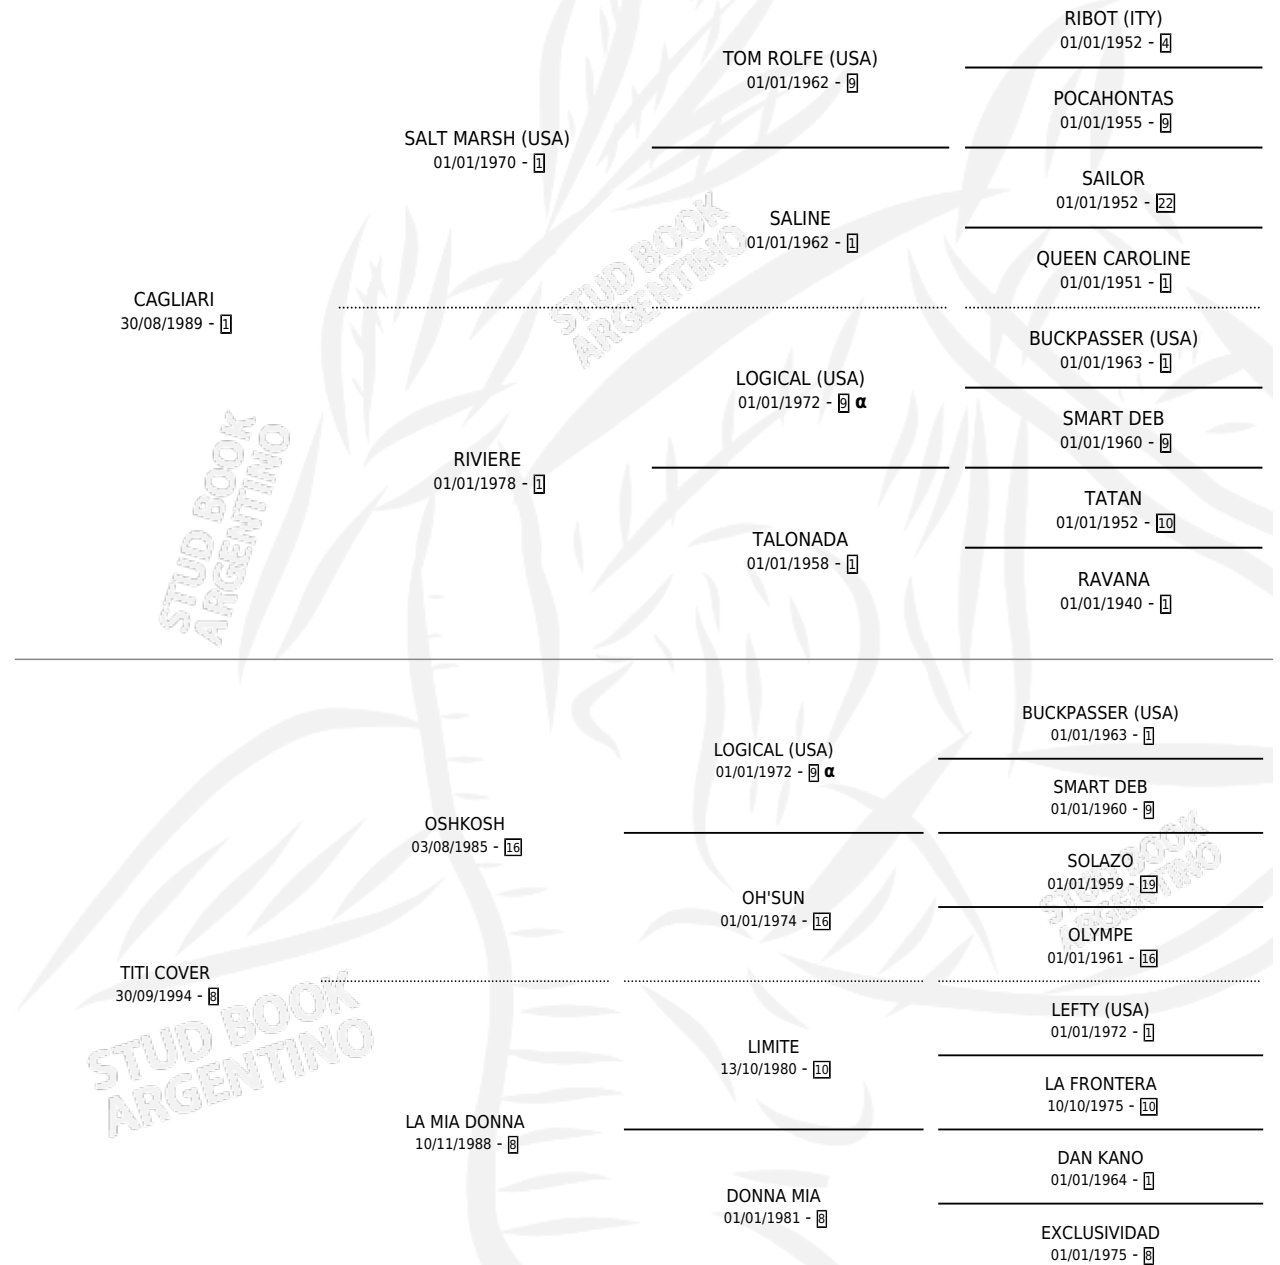 RIBOT (ITY)
01/01/1952 - 4
TOM ROLFE (USA)
01/01/1962 - 9
POCAHONTAS
01/01/1955 - 9
SALT MARSH (USA)
01/01/1970 - 1
SAILOR
01/01/1952 - 22
SALINE
01/01/1962 - 1
QUEEN CAROLINE
01/01/1951 - 1
CAGLIARI
30/08/1989 - 1
BUCKPASSER (USA)
01/01/1963 - 1
LOGICAL (USA)
01/01/1972 - 9 α
SMART DEB
01/01/1960 - 9
RIVIERE
01/01/1978 - 1
TATAN
01/01/1952 - 10
TALONADA
01/01/1958 - 1
RAVANA
01/01/1940 - 1
STUD BOOK
ARGENTINO
STUD BOOK
ARGENTINO
BUCKPASSER (USA)
01/01/1963 - 1
LOGICAL (USA)
01/01/1972 - 9 α
SMART DEB
01/01/1960 - 9
OSHKOSH
03/08/1985 - 16
SOLAZO
01/01/1959 - 19
OH'SUN
01/01/1974 - 16
OLYMPE
01/01/1961 - 16
TITI COVER
30/09/1994 - 8
LEFTY (USA)
01/01/1972 - 1
LIMITE
13/10/1980 - 10
LA FRONTERA
10/10/1975 - 10
LA MIA DONNA
10/11/1988 - 8
DAN KANO
01/01/1964 - 1
DONNA MIA
01/01/1981 - 8
EXCLUSIVIDAD
01/01/1975 - 8
STUD BOOK
ARGENTINO
STUD BOOK
ARGENTINO